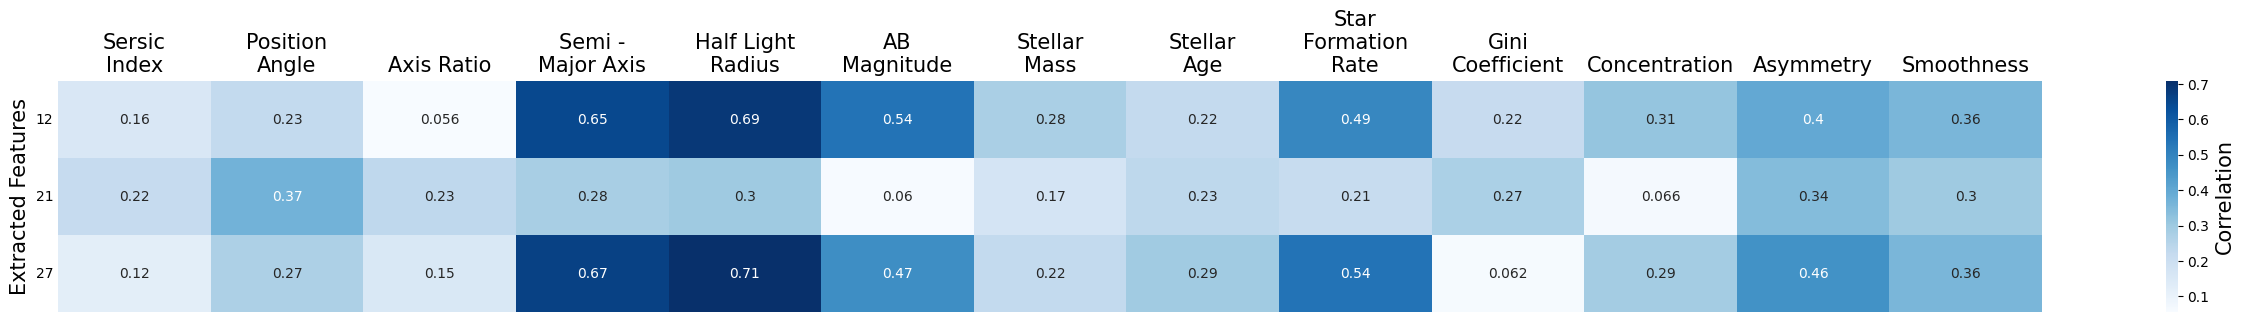 Sersic
Index
Position
Angle
Axis Ratio
Semi -
Major Axis
Half Light
Radius
AB
Magnitude
Stellar
Mass
Stellar
Age
Star
Formation
Rate
Gini
Coefficient
Concentration
Asymmetry
Smoothness
Extracted Features
12
0.16
0.23
0.056
0.65
0.69
0.54
0.28
0.22
0.49
0.22
0.31
0.4
0.36
21
0.22
0.37
0.23
0.28
0.3
0.06
0.17
0.23
0.21
0.27
0.066
0.34
0.3
27
0.12
0.27
0.15
0.67
0.71
0.47
0.22
0.29
0.54
0.062
0.29
0.46
0.36
0.7
0.6
0.5
0.4
0.3
0.2
0.1
Correlation